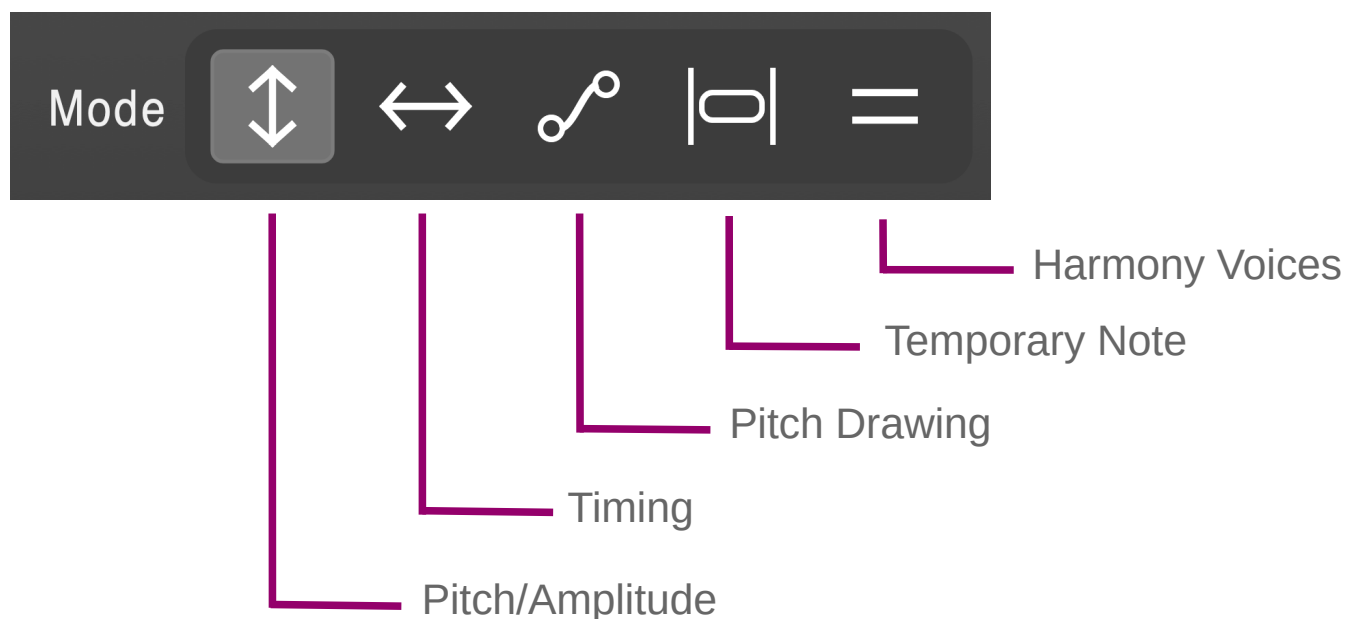 Mode
Harmony Voices
Temporary Note
Pitch Drawing
Timing
Pitch/Amplitude